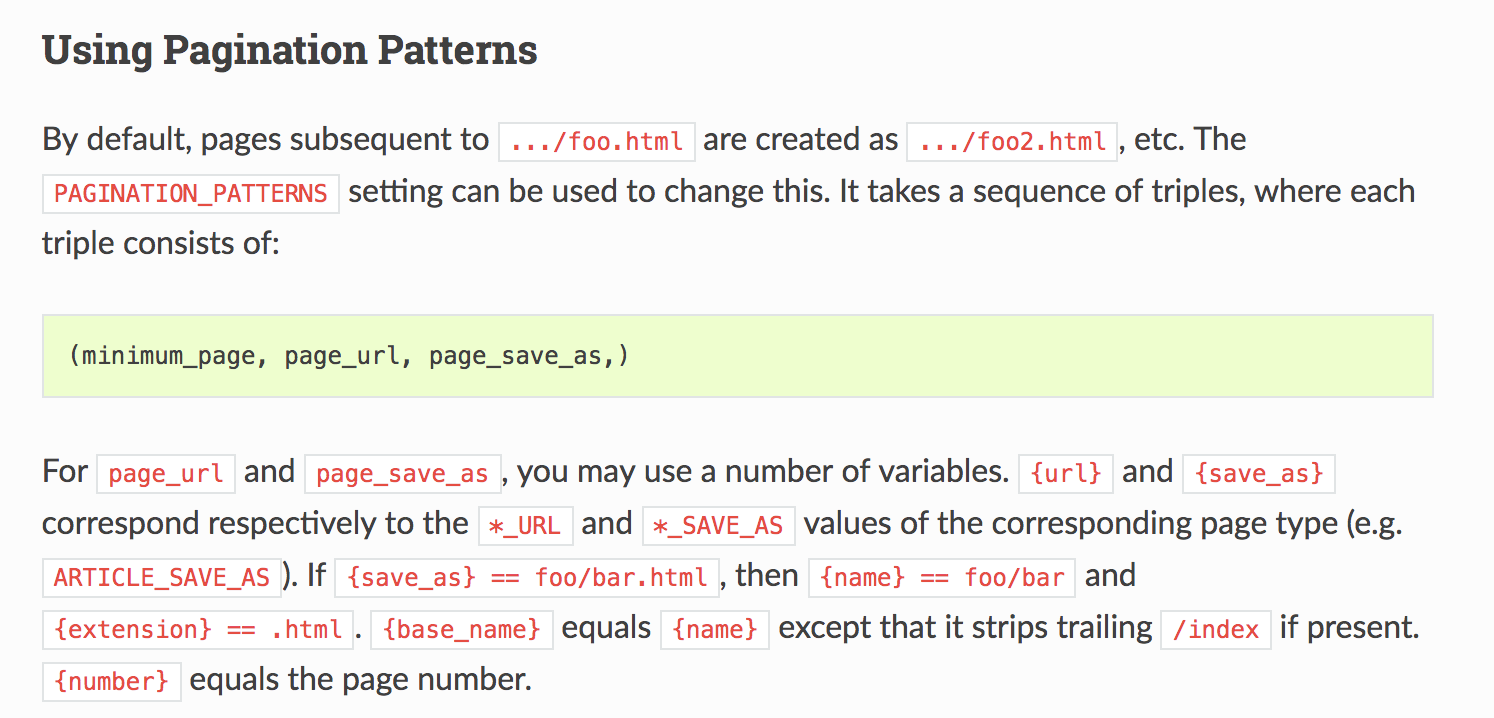 Using Pagination Patterns
By default, pages subsequent to .../foo.html are created as .../foo2.html, etc. The
PAGINATION_PATTERNS setting can be used to change this. It takes a sequence of triples, where each
triple consists of:
(minimum_page, page_url, page_save_as,)
For page_url and page_save_as, you may use a number of variables. {url} and {save_as}
correspond respectively to the *_URL and *_SAVE_AS values of the corresponding page type (e.g.
ARTICLE_SAVE_AS). If {save_as} == foo/bar.html, then {name} == foo/bar and
{extension} == .html. {base_name} equals {name} except that it strips trailing /index if present.
{number} equals the page number.